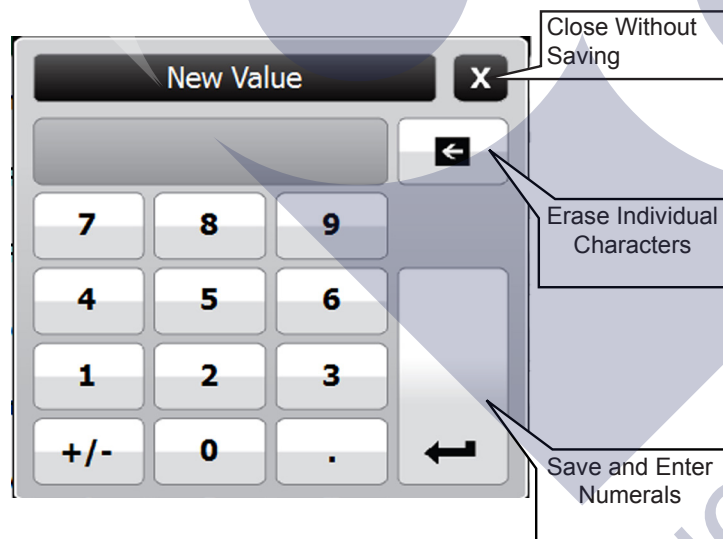 Close Without
Saving
New Value
X
7 8 9
Erase Individual
Characters
4 5 6
1 2 3
+/- 0 .
Save and Enter
Numerals